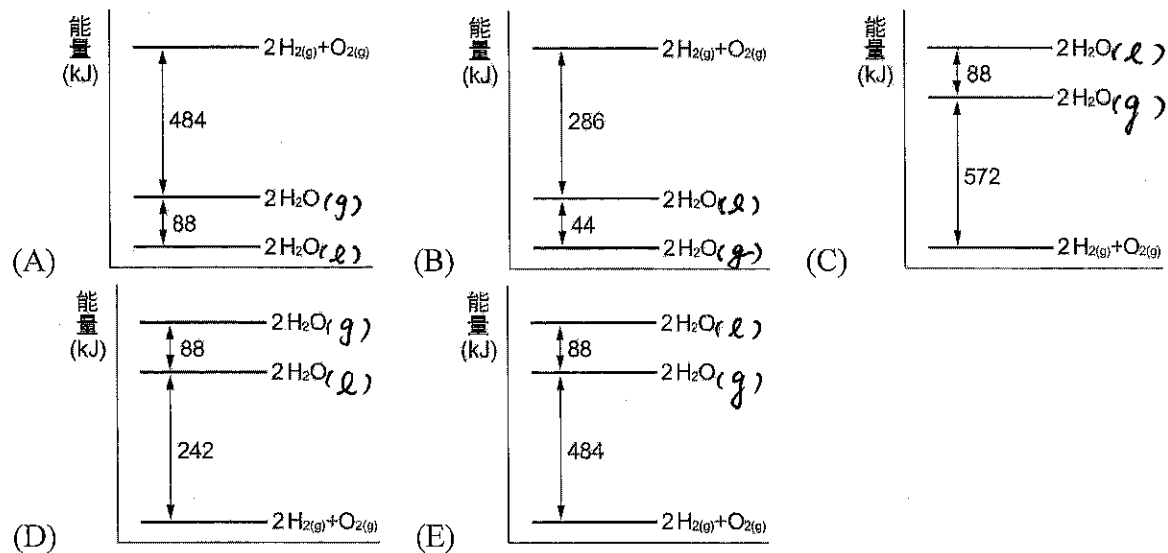 能量(kJ)
2H₂(g)+O₂(g)
484
2H₂O(g)
88
2H₂O(l)
(A)
能量(kJ)
2H₂(g)+O₂(g)
286
2H₂O(l)
44
2H₂O(g)
(B)
能量(kJ)
2H₂O(l)
88
2H₂O(g)
572
2H₂(g)+O₂(g)
(C)
能量(kJ)
2H₂O(g)
88
2H₂O(l)
242
2H₂(g)+O₂(g)
(D)
能量(kJ)
2H₂O(l)
88
2H₂O(g)
484
2H₂(g)+O₂(g)
(E)